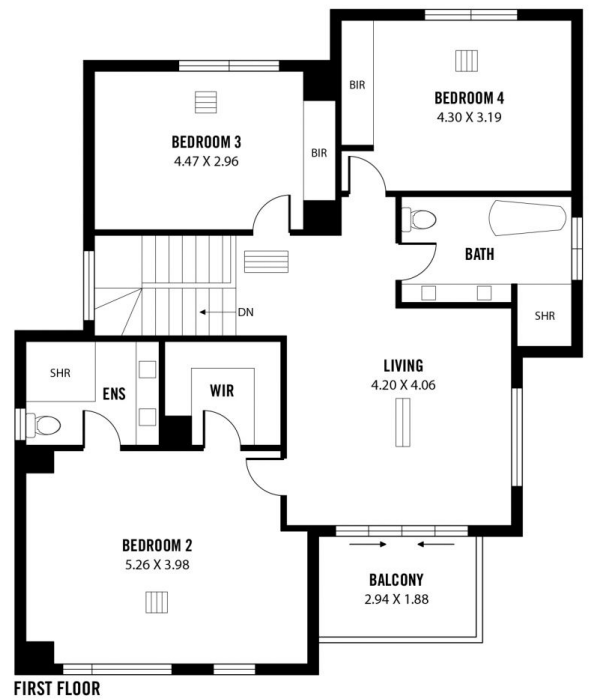 BIR
BEDROOM 4
4.30 X 3.19
BEDROOM 3
4.47 X 2.96
BIR
BATH
DN
SHR
SHR
ENS
WIR
LIVING
4.20 X 4.06
BEDROOM 2
5.26 X 3.98
BALCONY
2.94 X 1.88
FIRST FLOOR